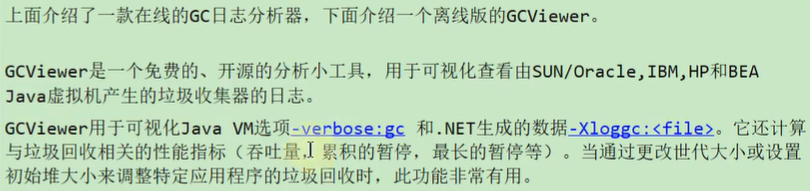 上面介绍了一款在线的GC日志分析器，下面介绍一个离线版的GCViewer。
GCViewer是一个免费的、开源的分析小工具，用于可视化查看由SUN/Oracle,IBM,HP和BEA
Java虚拟机产生的垃圾收集器的日志。
GCViewer用于可视化Java VM选项-verbose:gc 和.NET生成的数据-Xloggc:<file>。它还计算
与垃圾回收相关的性能指标（吞吐量，累积的暂停，最长的暂停等）。当通过更改世代大小或设置
初始堆大小来调整特定应用程序的垃圾回收时，此功能非常有用。